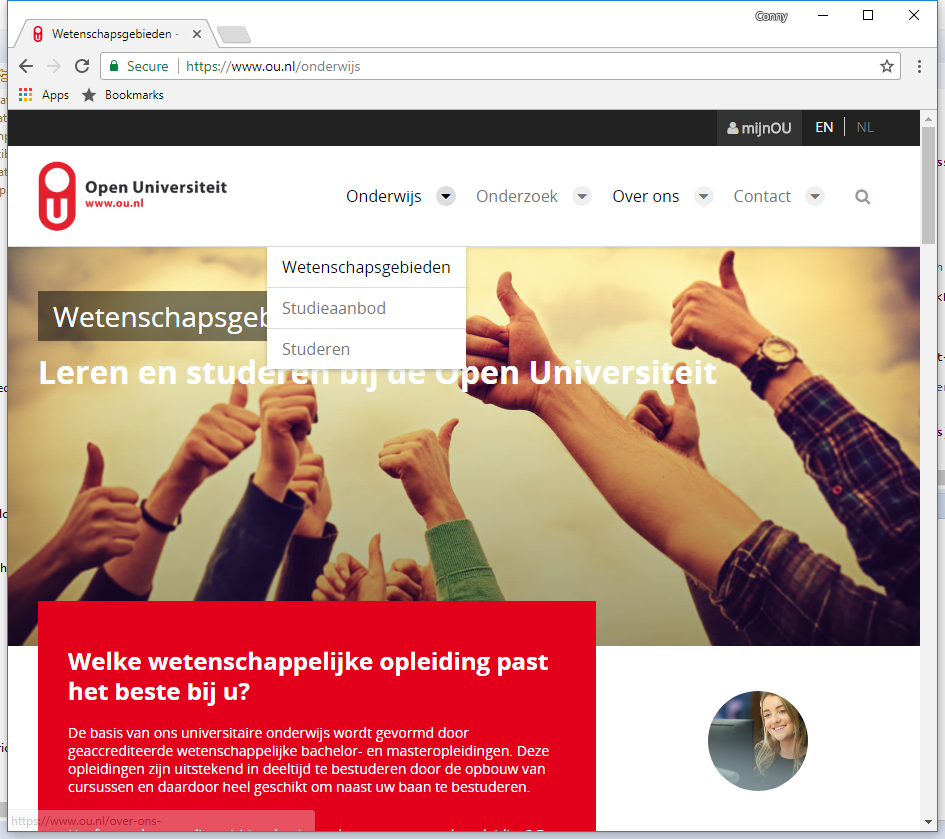 Conny
Wetenschapsgebieden -
Secure
https://www.ou.nl/onderwijs
Apps
Bookmarks
mijnOU
EN
NL
Open Universiteit
www.ou.nl
Onderwijs
Onderzoek
Over ons
Contact
Wetenschapsgebieden
Studieaanbod
Studeren
Wetenschapsgeb
Leren en studeren bij de Open Universiteit
Welke wetenschappelijke opleiding past
het beste bij u?
De basis van ons universitaire onderwijs wordt gevormd door
geaccrediteerde wetenschappelijke bachelor- en masteropleidingen. Deze
opleidingen zijn uitstekend in deeltijd te bestuderen door de opbouw van
cursussen en daardoor heel geschikt om naast uw baan te bestuderen.
https://www.ou.nl/over-ons-